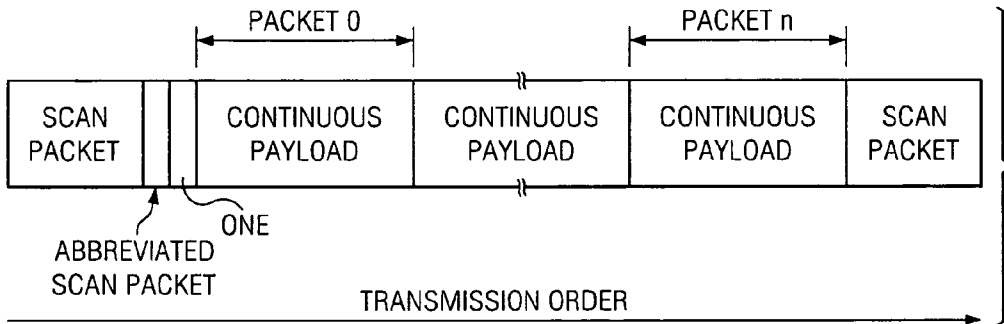 PACKET 0
PACKET n
SCAN
PACKET
CONTINUOUS
PAYLOAD
CONTINUOUS
PAYLOAD
CONTINUOUS
PAYLOAD
SCAN
PACKET
ONE
ABBREVIATED
SCAN PACKET
TRANSMISSION ORDER